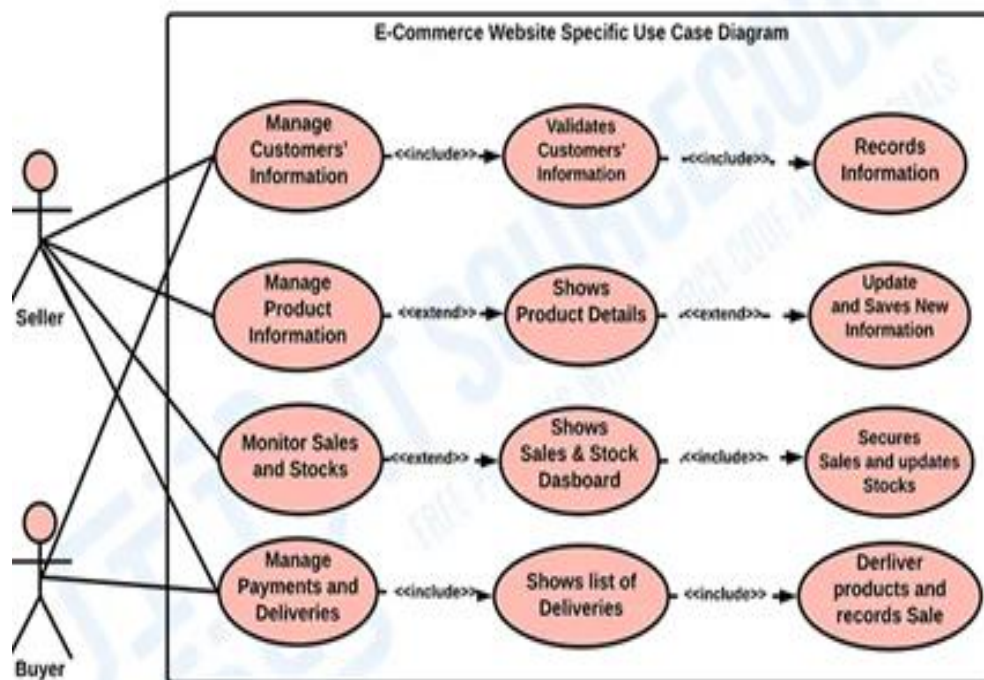 E-Commerce Website Specific Use Case Diagram
Manage
Customers'
Information
<<include>>
Validates
Customers'
Information
<<include>>
Records
Information
Seller
Manage
Product
Information
<<extend>>
Shows
Product Details
<<extend>>
Update
and Saves New
Information
Monitor Sales
and Stocks
<<extend>>
Shows
Sales & Stock
Dasboard
<<include>>
Secures
Sales and updates
Stocks
Manage
Payments and
Deliveries
<<include>>
Shows list of
Deliveries
<<include>>
Derliver
products and
records Sale
Buyer